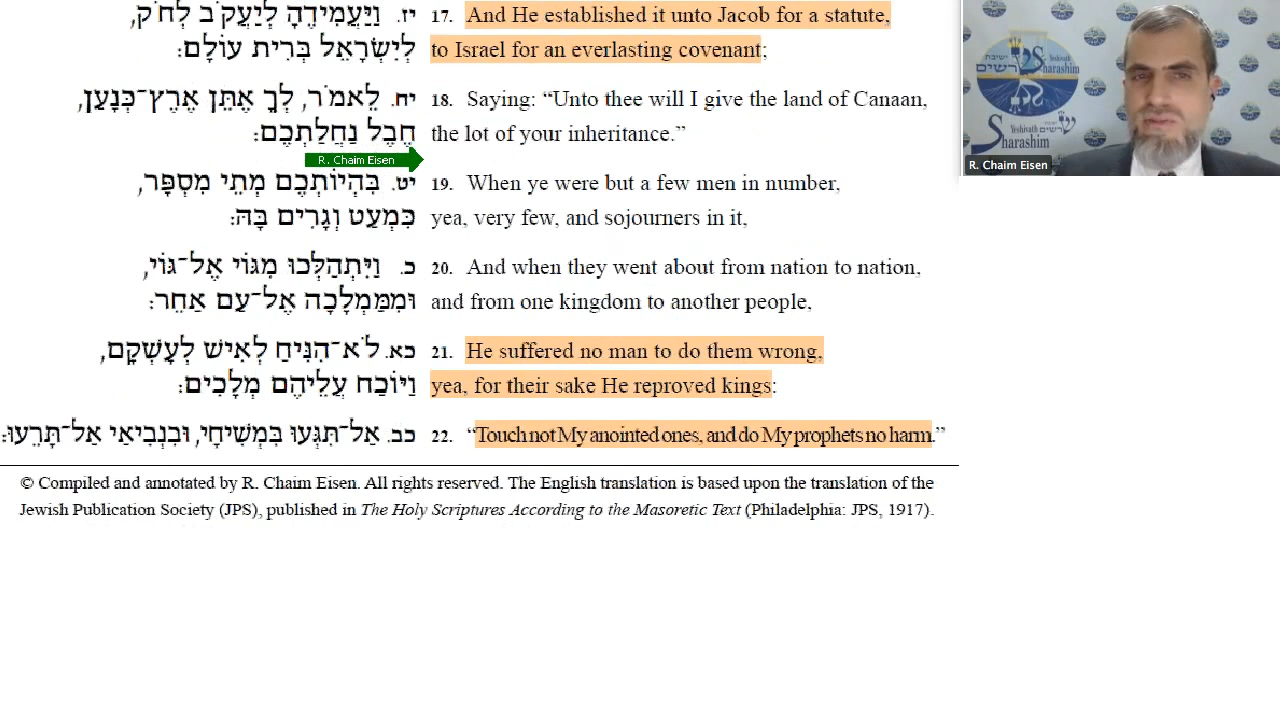 יז. וַיַּעֲמִידֶהָ לְיַעֲקֹב לְחֹק,
לְיִשְׂרָאֵל בְּרִית עוֹלָם:
17. And He established it unto Jacob for a statute,
to Israel for an everlasting covenant;
יח. לֵאמֹר, לְךָ אֶתֵּן אֶרֶץ־כְּנָעַן,
חֶבֶל נַחֲלַתְכֶם:
18. Saying: “Unto thee will I give the land of Canaan,
the lot of your inheritance.”
R. Chaim Eisen
יט. בִּהְיוֹתְכֶם מְתֵי מִסְפָּר,
כִּמְעַט וְגָרִים בָּהּ:
19. When ye were but a few men in number,
yea, very few, and sojourners in it,
כ. וַיִּתְהַלְּכוּ מִגּוֹי אֶל־גּוֹי,
וּמִמַּמְלָכָה אֶל־עַם אַחֵר:
20. And when they went about from nation to nation,
and from one kingdom to another people,
כא. לֹא־הִנִּיחַ לְאִישׁ לְעָשְׁקָם,
וַיּוֹכַח עֲלֵיהֶם מְלָכִים:
21. He suffered no man to do them wrong,
yea, for their sake He reproved kings:
כב. אַל־תִּגְּעוּ בִמְשִׁיחָי, וּבִנְבִיאַי אַל־תָּרֵעוּ:
22. “Touch not My anointed ones, and do My prophets no harm.”
© Compiled and annotated by R. Chaim Eisen. All rights reserved. The English translation is based upon the translation of the
Jewish Publication Society (JPS), published in The Holy Scriptures According to the Masoretic Text (Philadelphia: JPS, 1917).
ישיבת
שרשים
Yeshivath
Sharashim
Yeshivath
Sharashim
R. Chaim Eisen